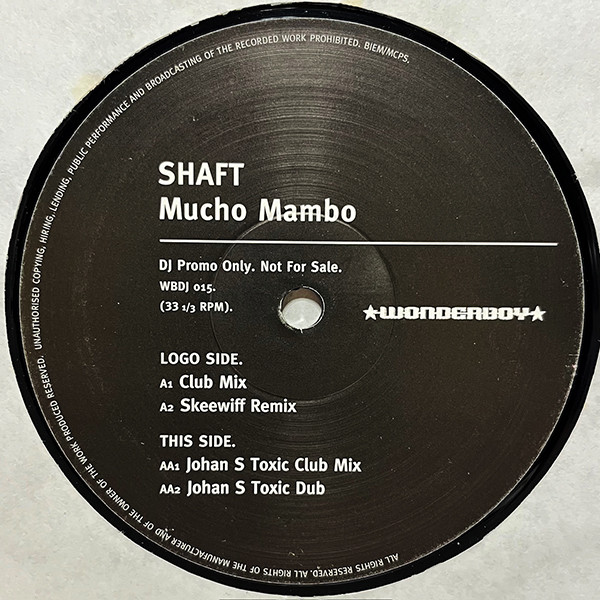 SHAFT
Mucho Mambo
DJ Promo Only. Not For Sale.
WBDJ 015.
(33 1/3 RPM).
★WONDERBOY★
LOGO SIDE.
A1 Club Mix
A2 Skeewiff Remix
THIS SIDE.
AA1 Johan S Toxic Club Mix
AA2 Johan S Toxic Dub
ALL RIGHTS RESERVED. ALL RIGHTS OF THE MANUFACTURER AND OF THE OWNER OF THE WORK PRODUCED RESERVED. UNAUTHORISED COPYING, HIRING, LENDING, PUBLIC PERFORMANCE AND BROADCASTING OF THE RECORDED WORK PROHIBITED. BIEM/MCPS.